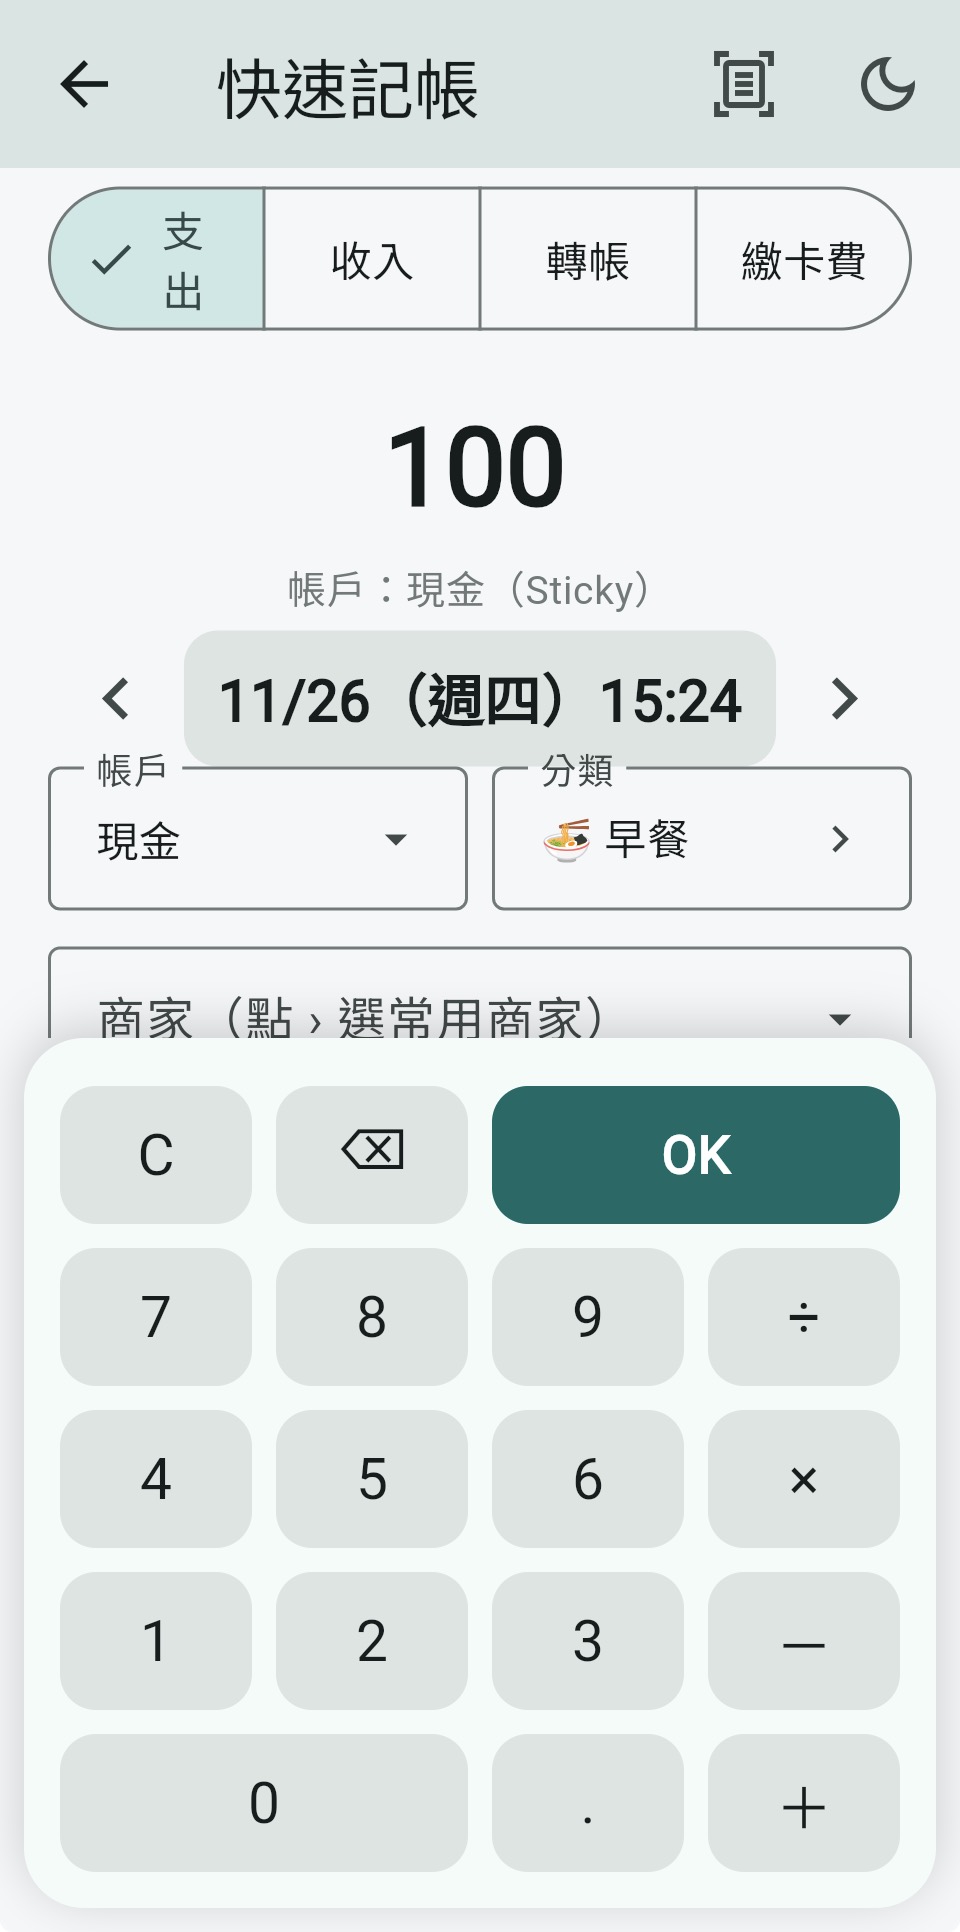 快速記帳
支出
收入
轉帳
繳卡費
100
帳戶：現金（Sticky）
11/26（週四）15:24
帳戶
現金
分類
早餐
商家（點 › 選常用商家）
C
OK
7 8 9 ÷
4 5 6 ×
1 2 3 —
0 . ＋